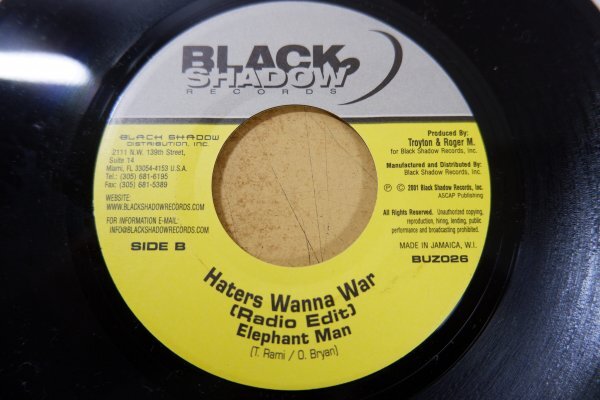 BLACK
SHADOW
RECORDS
BLACK SHADOW
DISTRIBUTION, INC.
2111 N.W. 139th Street,
Suite 14
Miami, FL 33054-4153 U.S.A.
Tel.: (305) 681-6195
Fax: (305) 681-5389
WEBSITE:
WWW.BLACKSHADOWRECORDS.COM
FOR INFORMATION E-MAIL:
INFO@BLACKSHADOWRECORDS.COM
SIDE B
Produced By:
Troyton & Roger M.
for Black Shadow Records, Inc.
Manufactured and Distributed By:
Black Shadow Records, Inc.
℗ © 2001 Black Shadow Records, Inc.
ASCAP Publishing
All Rights Reserved. Unauthorized copying,
reproduction, hiring, lending, public
performance and broadcasting prohibited.
MADE IN JAMAICA, W.I.
BUZ026
Haters Wanna War
(Radio Edit)
Elephant Man
(T. Rami / O. Bryan)